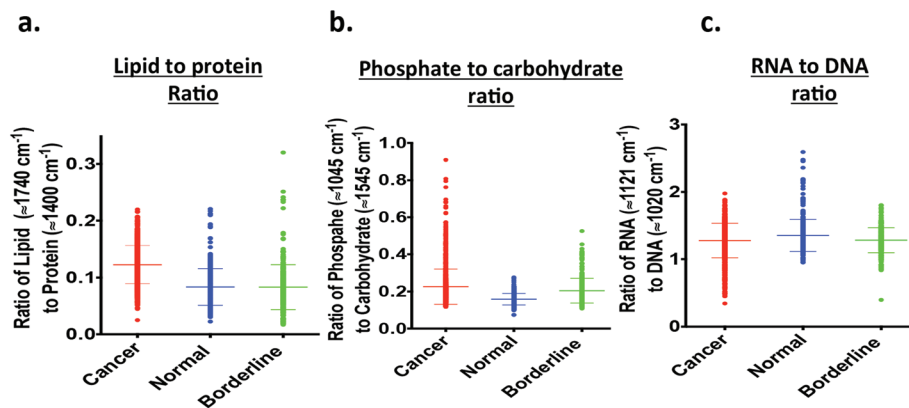 a.
Lipid to protein
Ratio
Ratio of Lipid (≈1740 cm-1)
to Protein (≈1400 cm-1)
0.3
0.2
0.1
0.0
Cancer
Normal
Borderline
b.
Phosphate to carbohydrate
ratio
Ratio of Phospahe (≈1045 cm-1)
to Carbohydrate (≈1545 cm-1)
1.0
0.8
0.6
0.4
0.2
0.0
Cancer
Normal
Borderline
c.
RNA to DNA
ratio
Ratio of RNA (≈1121 cm-1)
to DNA (≈1020 cm-1)
3
2
1
0
Cancer
Normal
Borderline